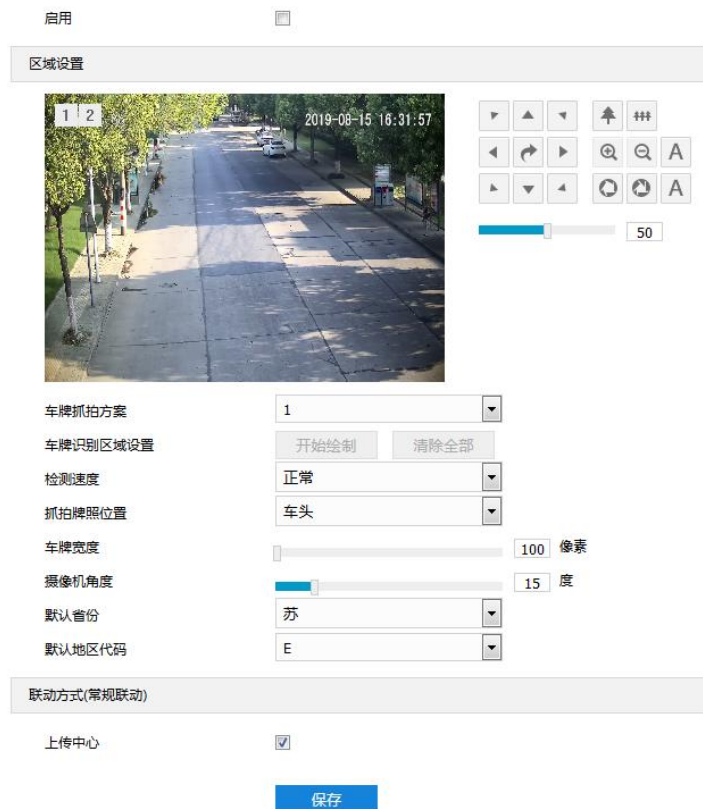 启用
区域设置
1 2
2019-08-15 16:31:57
A
A
50
车牌抓拍方案 1
车牌识别区域设置 开始绘制 清除全部
检测速度 正常
抓拍牌照位置 车头
车牌宽度 100 像素
摄像机角度 15 度
默认省份 苏
默认地区代码 E
联动方式(常规联动)
上传中心
保存